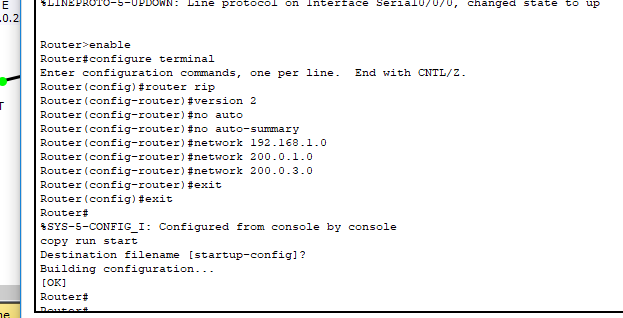 E
.0.2
T
ne
%LINEPROTO-5-UPDOWN: Line protocol on Interface Serial0/0/0, changed state to up
Router>enable
Router#configure terminal
Enter configuration commands, one per line.  End with CNTL/Z.
Router(config)#router rip
Router(config-router)#version 2
Router(config-router)#no auto
Router(config-router)#no auto-summary
Router(config-router)#network 192.168.1.0
Router(config-router)#network 200.0.1.0
Router(config-router)#network 200.0.3.0
Router(config-router)#exit
Router(config)#exit
Router#
%SYS-5-CONFIG_I: Configured from console by console
copy run start
Destination filename [startup-config]?
Building configuration...
[OK]
Router#
Router#